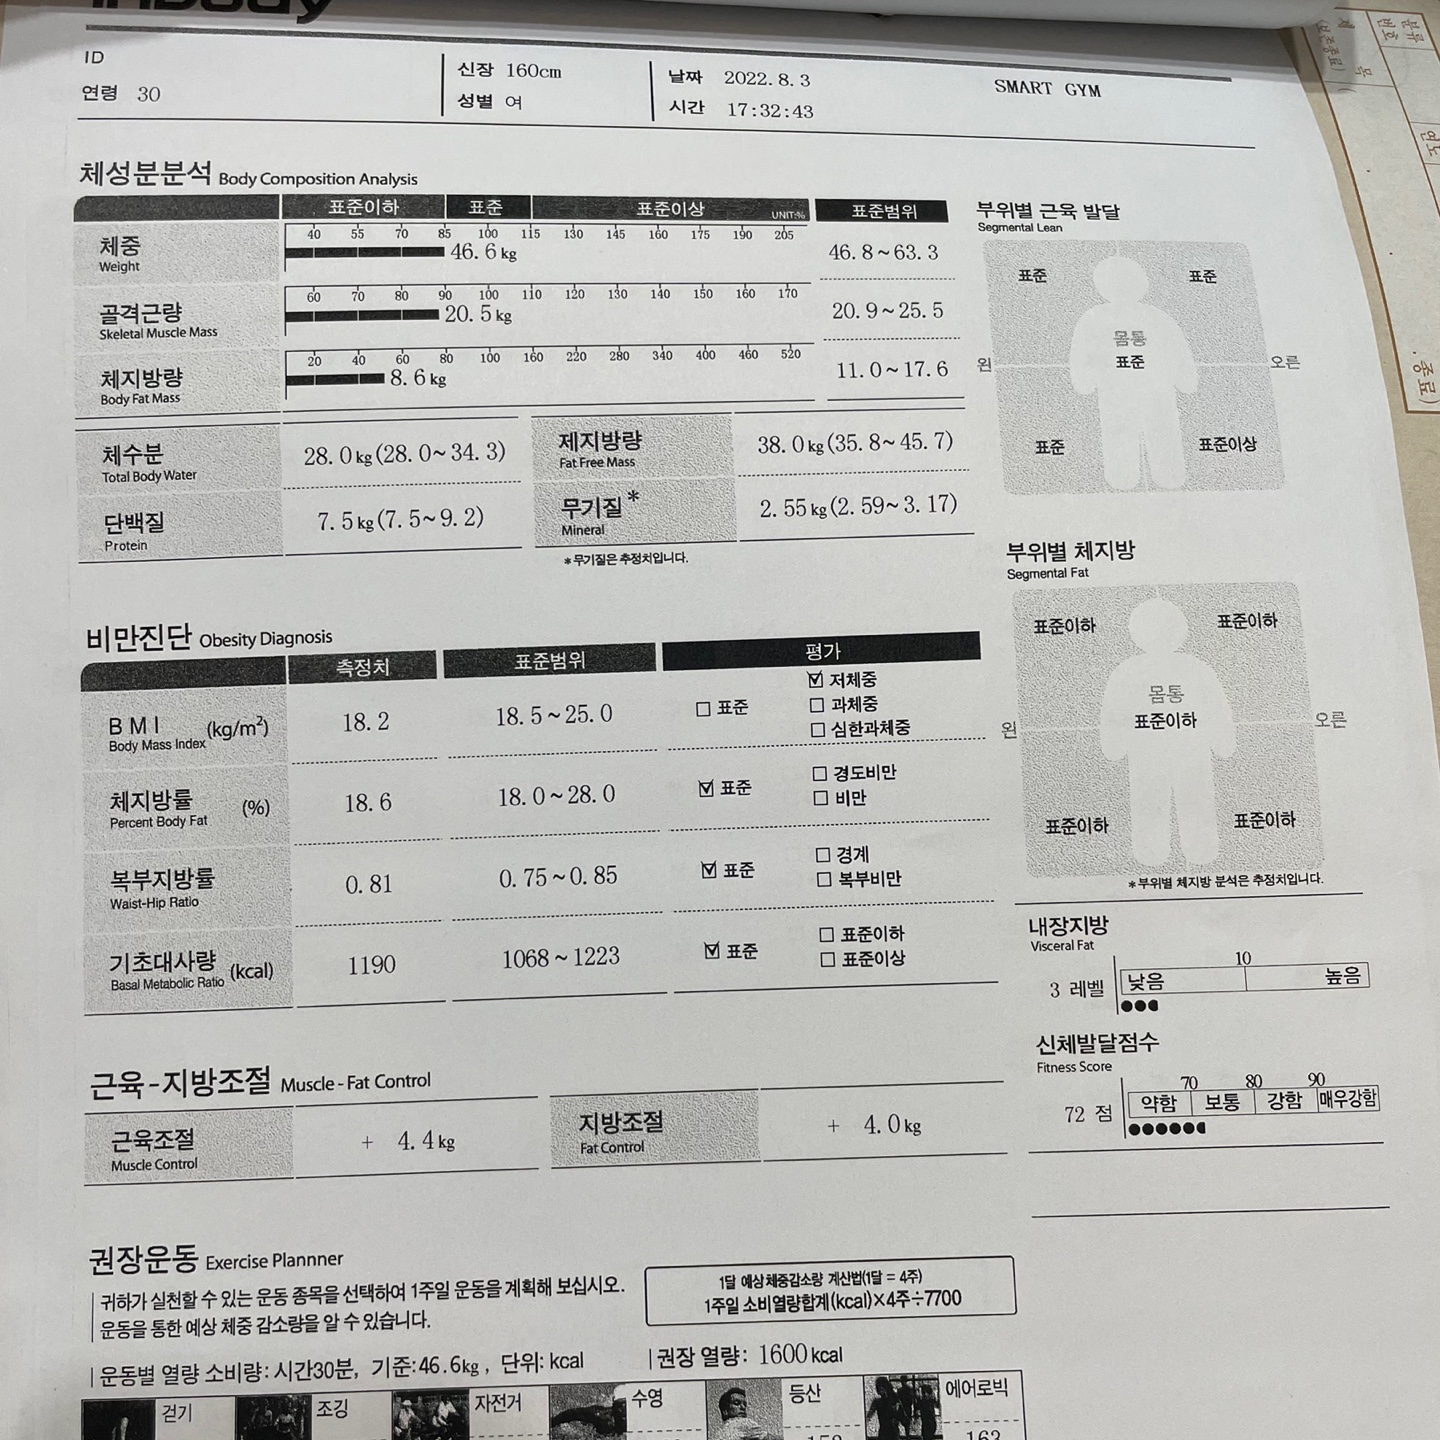 InBody
ID
연령 30
신장 160cm
성별 여
날짜 2022.8.3
시간 17:32:43
SMART GYM
체성분분석 Body Composition Analysis
표준이하 표준 표준이상 UNIT:% 표준범위
체중 Weight
40 55 70 85 100 115 130 145 160 175 190 205
46.6 kg
46.8~63.3
골격근량 Skeletal Muscle Mass
60 70 80 90 100 110 120 130 140 150 160 170
20.5 kg
20.9~25.5
체지방량 Body Fat Mass
20 40 60 80 100 160 220 280 340 400 460 520
8.6 kg
11.0~17.6
체수분 Total Body Water
28.0 kg (28.0~34.3)
제지방량 Fat Free Mass
38.0 kg (35.8~45.7)
단백질 Protein
7.5 kg (7.5~9.2)
무기질 * Mineral
2.55 kg (2.59~3.17)
* 무기질은 추정치입니다.
부위별 근육 발달
Segmental Lean
표준 표준
몸통
표준
왼 오른
표준 표준이상
부위별 체지방
Segmental Fat
표준이하 표준이하
몸통
표준이하
왼 오른
표준이하 표준이하
* 부위별 체지방 분석은 추정치입니다.
비만진단 Obesity Diagnosis
측정치 표준범위 평가
BMI (kg/m²)
Body Mass Index
18.2 18.5~25.0
☐ 표준 ☑ 저체중
☐ 과체중
☐ 심한과체중
체지방률 (%)
Percent Body Fat
18.6 18.0~28.0
☑ 표준 ☐ 경도비만
☐ 비만
복부지방률
Waist-Hip Ratio
0.81 0.75~0.85
☑ 표준 ☐ 경계
☐ 복부비만
기초대사량 (kcal)
Basal Metabolic Ratio
1190 1068~1223
☑ 표준 ☐ 표준이하
☐ 표준이상
내장지방
Visceral Fat
10
3 레벨 낮음 높음
신체발달점수
Fitness Score
70 80 90
72 점 약함 보통 강함 매우강함
근육-지방조절 Muscle-Fat Control
근육조절 Muscle Control
+ 4.4 kg
지방조절 Fat Control
+ 4.0 kg
권장운동 Exercise Plannner
귀하가 실천할 수 있는 운동 종목을 선택하여 1주일 운동을 계획해 보십시오.
운동을 통한 예상 체중 감소량을 알 수 있습니다.
1달 예상체중감소량 계산법(1달 = 4주)
1주일 소비열량합계(kcal)×4주÷7700
운동별 열량 소비량: 시간30분, 기준:46.6kg, 단위: kcal
권장 열량: 1600 kcal
걷기 조깅 자전거 수영 등산 에어로빅
분류
번호
제
목
연도